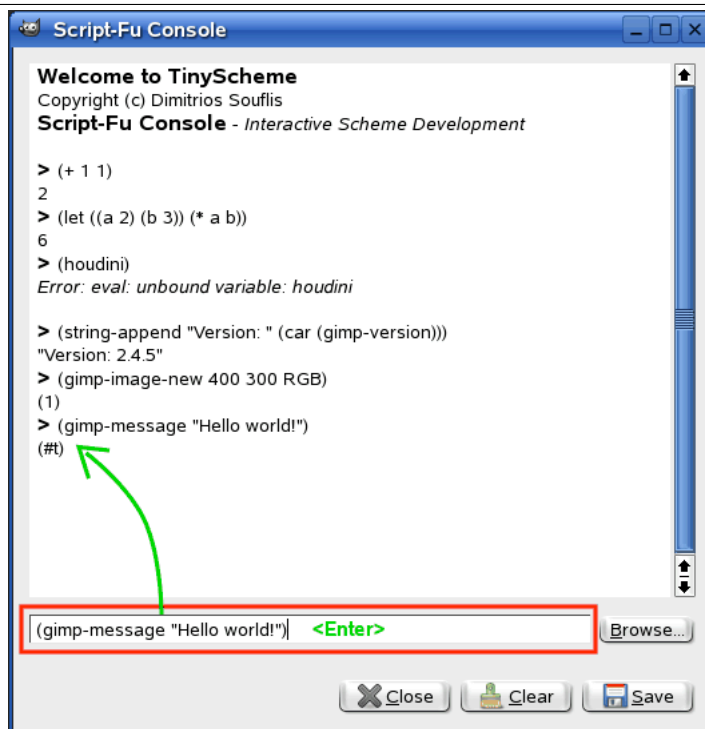 Script-Fu Console
Welcome to TinyScheme
Copyright (c) Dimitrios Souflis
Script-Fu Console - Interactive Scheme Development
> (+ 1 1)
2
> (let ((a 2) (b 3)) (* a b))
6
> (houdini)
Error: eval: unbound variable: houdini
> (string-append "Version: " (car (gimp-version)))
"Version: 2.4.5"
> (gimp-image-new 400 300 RGB)
(1)
> (gimp-message "Hello world!")
(#t)
(gimp-message "Hello world!") <Enter> Browse...
Close Clear Save